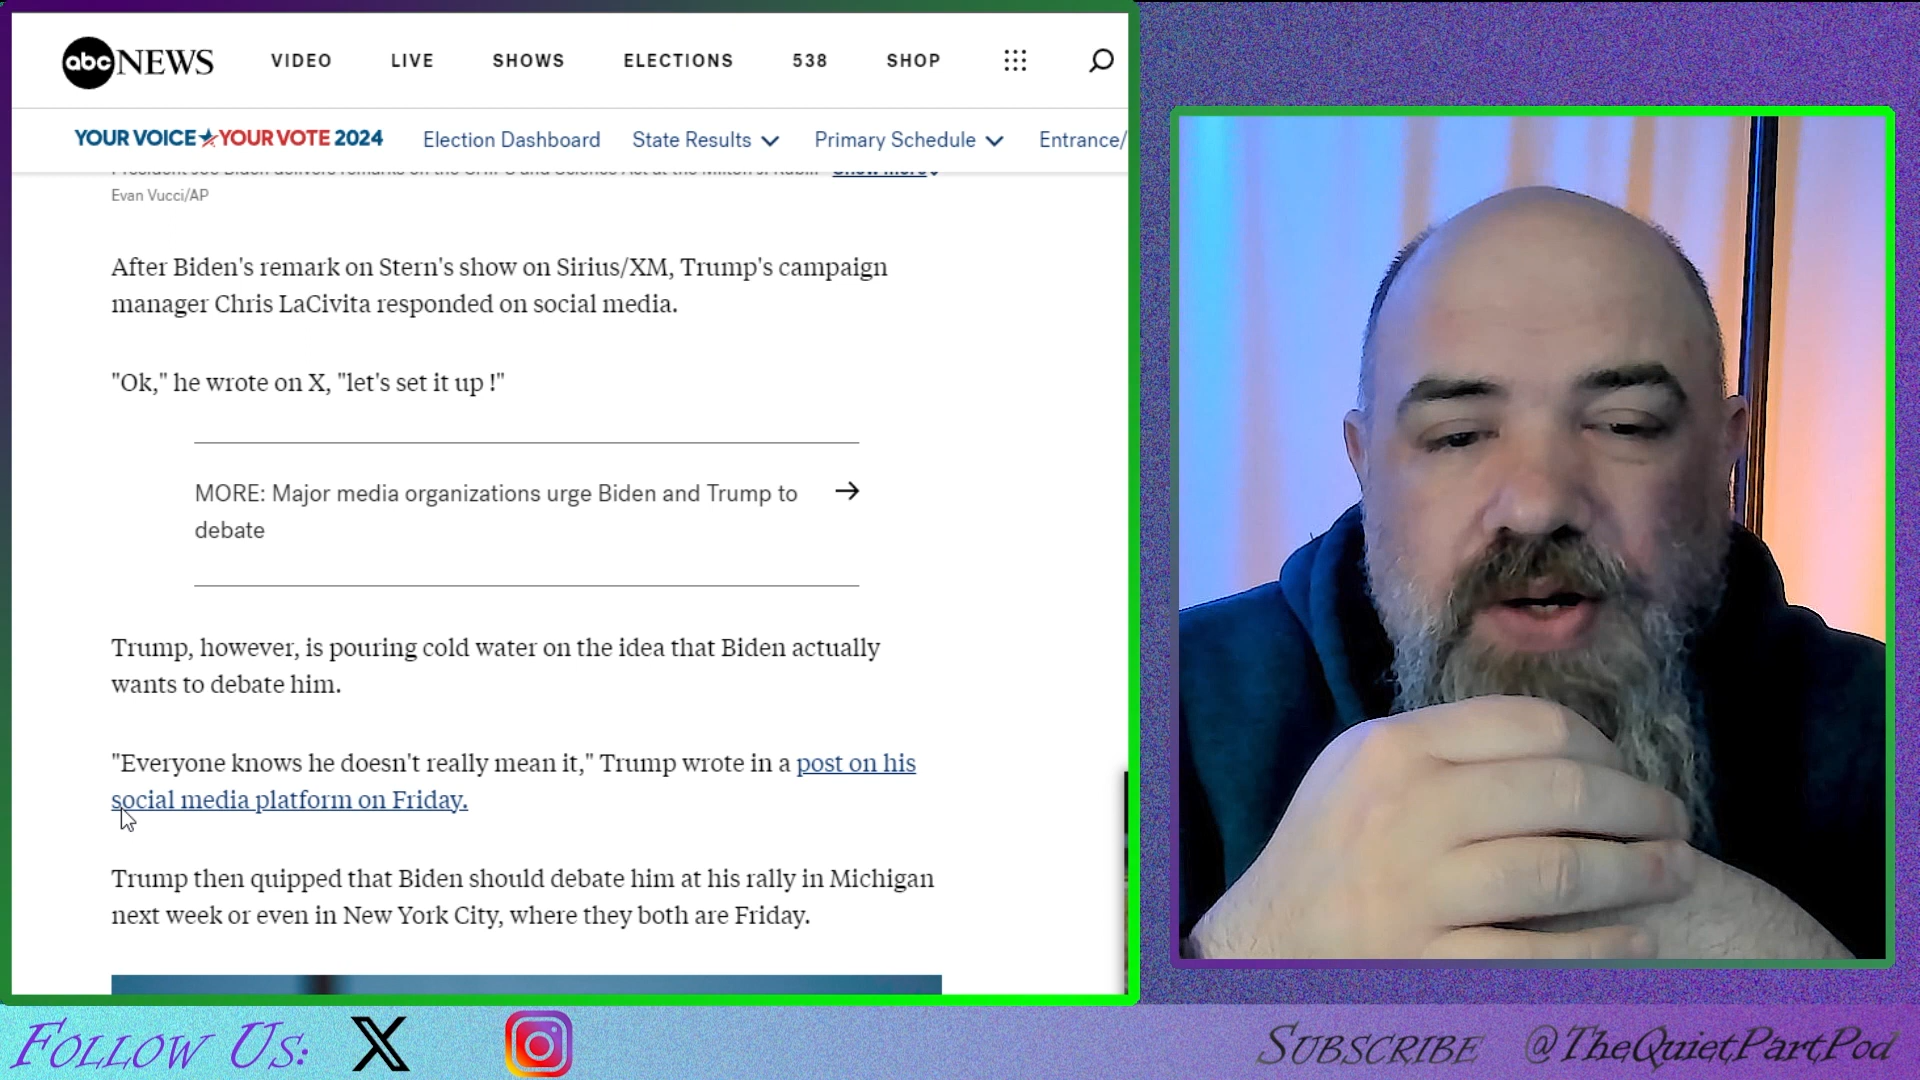 abc NEWS VIDEO LIVE SHOWS ELECTIONS 538 SHOP
YOUR VOICE YOUR VOTE 2024 Election Dashboard State Results Primary Schedule Entrance/
Evan Vucci/AP
After Biden's remark on Stern's show on Sirius/XM, Trump's campaign
manager Chris LaCivita responded on social media.
"Ok," he wrote on X, "let's set it up !"
MORE: Major media organizations urge Biden and Trump to
debate
Trump, however, is pouring cold water on the idea that Biden actually
wants to debate him.
"Everyone knows he doesn't really mean it," Trump wrote in a post on his
social media platform on Friday.
Trump then quipped that Biden should debate him at his rally in Michigan
next week or even in New York City, where they both are Friday.
Follow Us: Subscribe @TheQuietPartPod